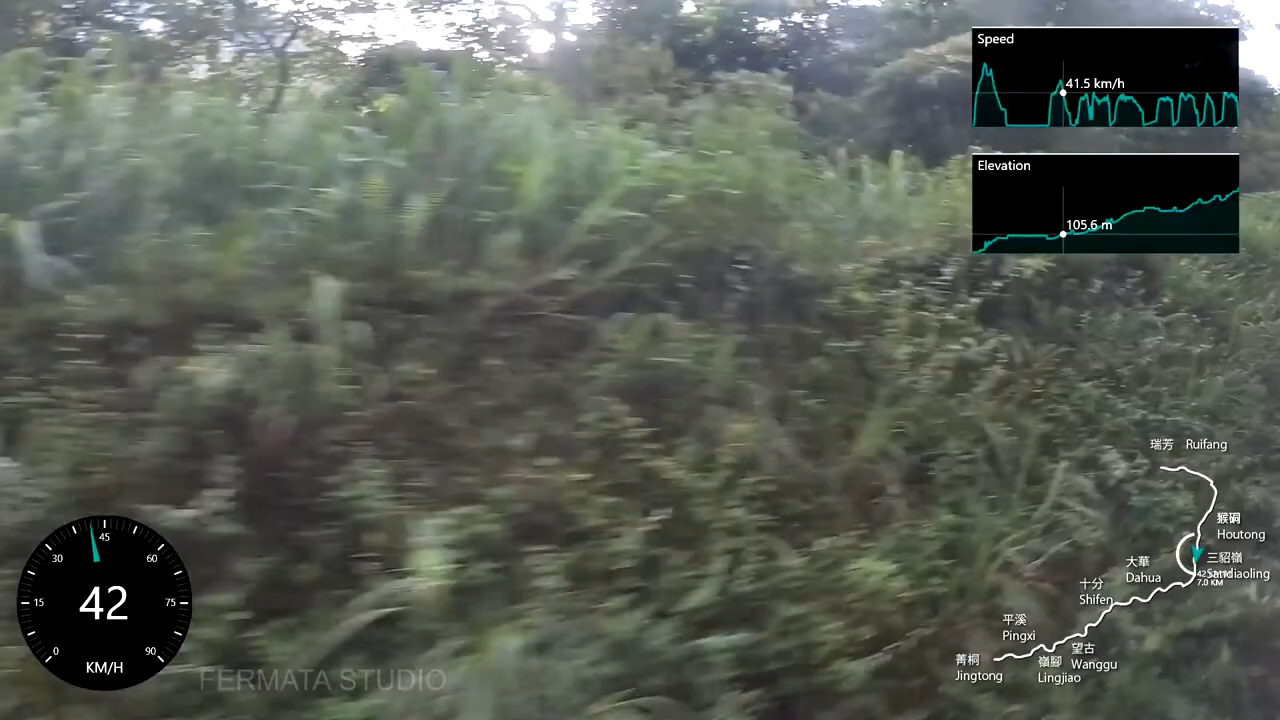 Speed
41.5 km/h
Elevation
105.6 m
瑞芳 Ruifang
猴硐
Houtong
三貂嶺
Sandiaoling
7.0 KM
大華
Dahua
十分
Shifen
平溪
Pingxi
望古
Wanggu
嶺腳
Lingjiao
菁桐
Jingtong
45
30
60
42
15
75
0
90
KM/H
FERMATA STUDIO